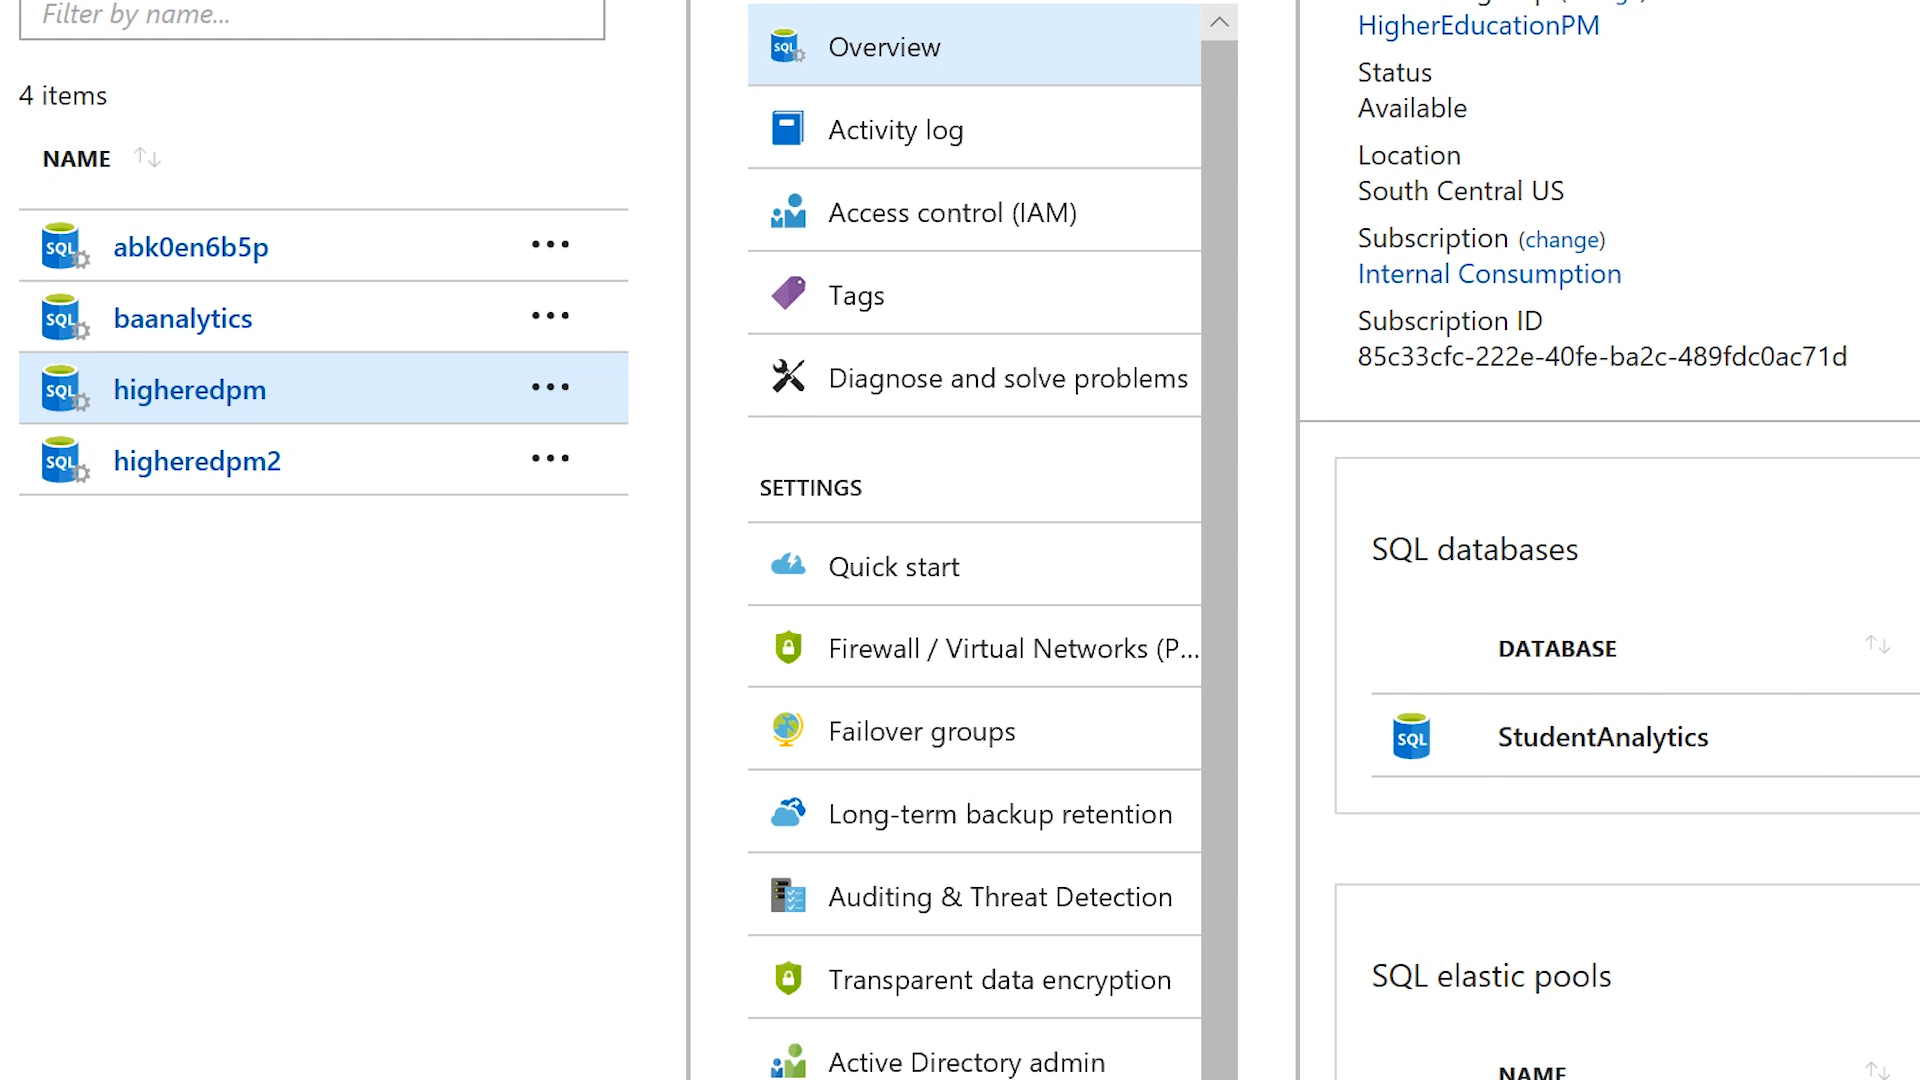 Filter by name...
4 items
NAME
SQL abk0en6b5p
SQL baanalytics
SQL higheredpm
SQL higheredpm2
SQL Overview
Activity log
Access control (IAM)
Tags
Diagnose and solve problems
SETTINGS
Quick start
Firewall / Virtual Networks (P...
Failover groups
Long-term backup retention
Auditing & Threat Detection
Transparent data encryption
Active Directory admin
HigherEducationPM
Status
Available
Location
South Central US
Subscription (change)
Internal Consumption
Subscription ID
85c33cfc-222e-40fe-ba2c-489fdc0ac71d
SQL databases
DATABASE
SQL StudentAnalytics
SQL elastic pools
NAME